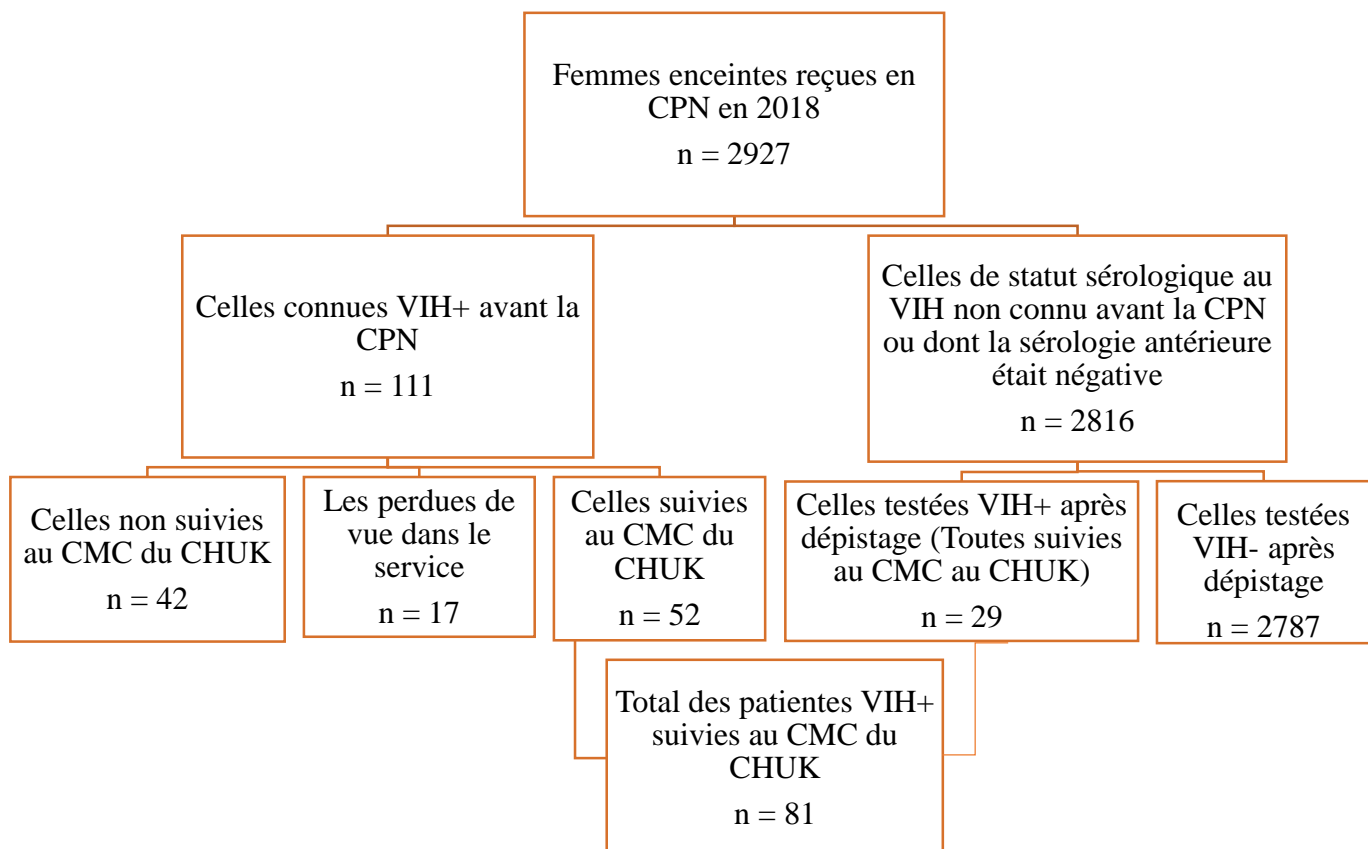 Femmes enceintes reçues en
CPN en 2018
n = 2927
Celles connues VIH+ avant la
CPN
n = 111
Celles de statut sérologique au
VIH non connu avant la CPN
ou dont la sérologie antérieure
était négative
n = 2816
Celles non suivies
au CMC du CHUK
n = 42
Les perdues de
vue dans le
service
n = 17
Celles suivies
au CMC du
CHUK
n = 52
Celles testées VIH+ après
dépistage (Toutes suivies
au CMC au CHUK)
n = 29
Celles testées
VIH- après
dépistage
n = 2787
Total des patientes VIH+
suivies au CMC du
CHUK
n = 81